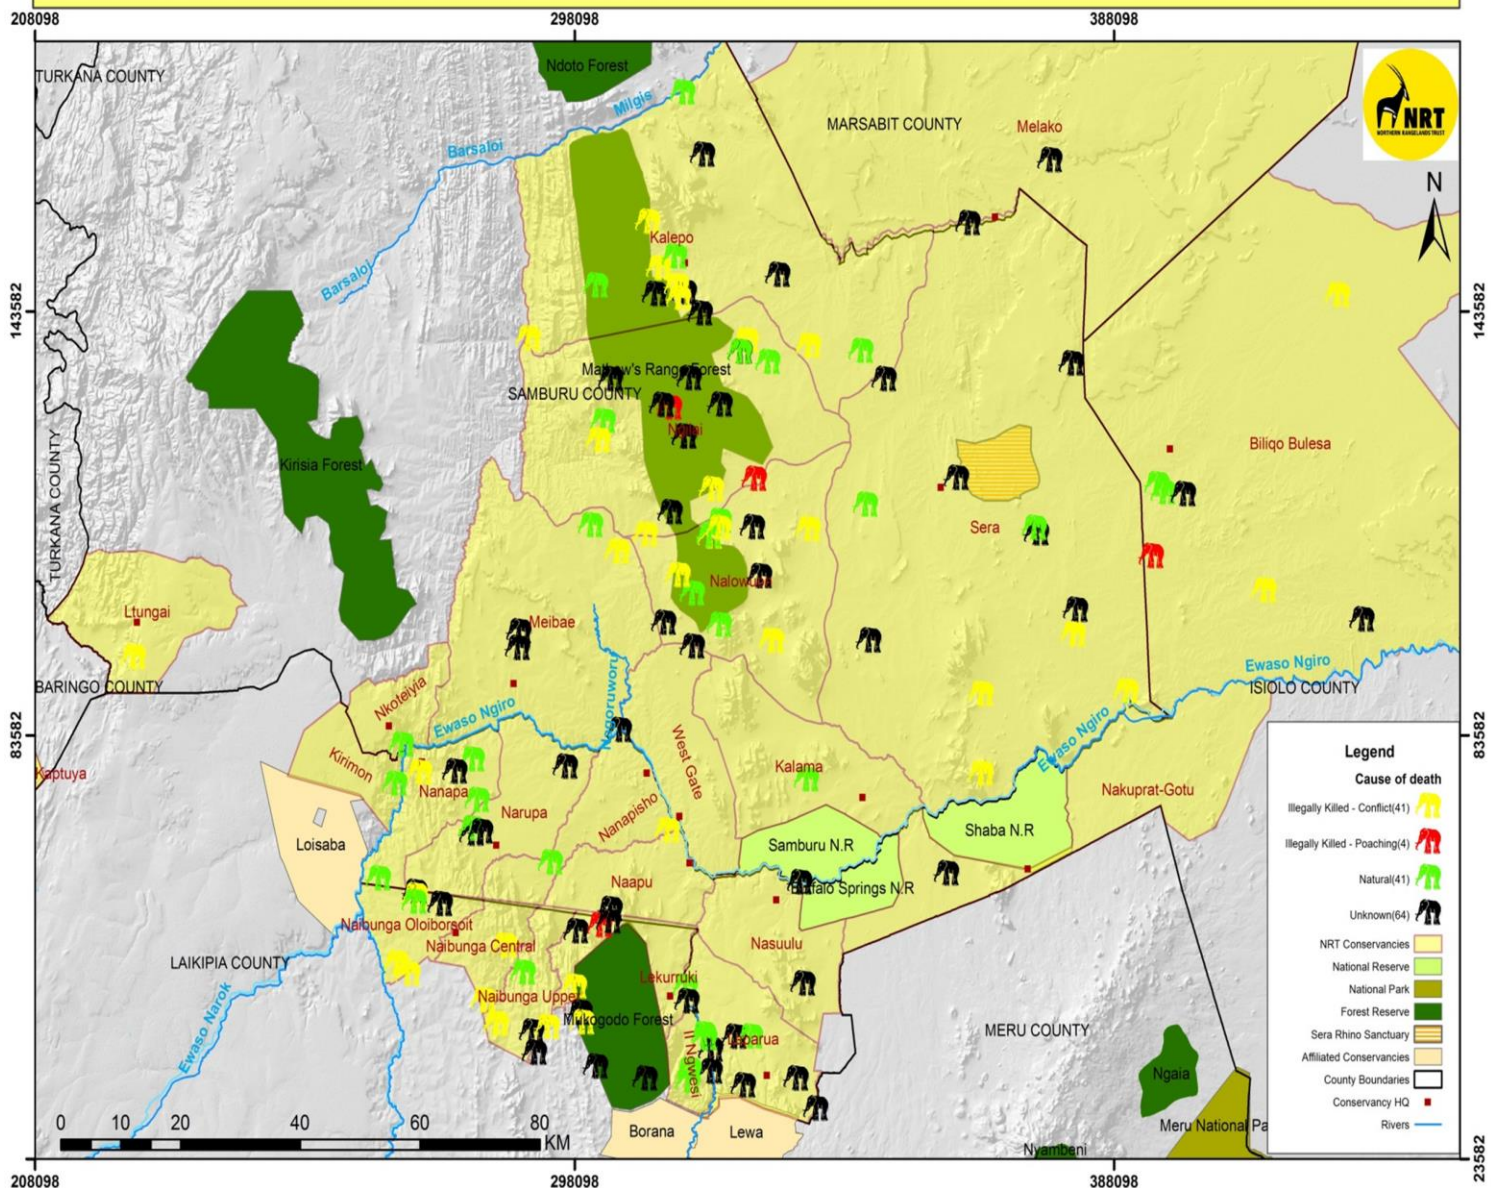 208098 298098 388098
TURKANA COUNTY
Ndoto Forest
Milgis
MARSABIT COUNTY
Melako
NRT
NORTHERN RANGELANDS TRUST
Barsaloi
N
Kalepo
Barsaloi
143582
143582
Mathew's Range Forest
SAMBURU COUNTY
Ngilai
Biliqo Bulesa
Kirisia Forest
TURKANA COUNTY
Sera
Nalowuon
Ltungai
Meibae
BARINGO COUNTY
Nkoteiyia
Ewaso Ngiro
Ngoruworu
Ewaso Ngiro
ISIOLO COUNTY
83582
83582
Kaptuya
Kirimon
Nanapa
Narupa
Nanapisho
West Gate
Kalama
Ewaso Ngiro
Nakuprat-Gotu
Loisaba
Samburu N.R
Shaba N.R
Buffalo Springs N.R
Naapu
Naibunga Oloiborsoit
Naibunga Central
Nasuulu
LAIKIPIA COUNTY
Lekurruki
Naibunga Upper
Mukogodo Forest
Ewaso Narok
Il Ngwesi
Leparua
MERU COUNTY
Ngaia
Borana
Lewa
Meru National Pa
Nyambeni
0 10 20 40 60 80
KM
Legend
Cause of death
Illegally Killed - Conflict(41)
Illegally Killed - Poaching(4)
Natural(41)
Unknown(64)
NRT Conservancies
National Reserve
National Park
Forest Reserve
Sera Rhino Sanctuary
Affiliated Conservancies
County Boundaries
Conservancy HQ
Rivers
23582
208098 298098 388098